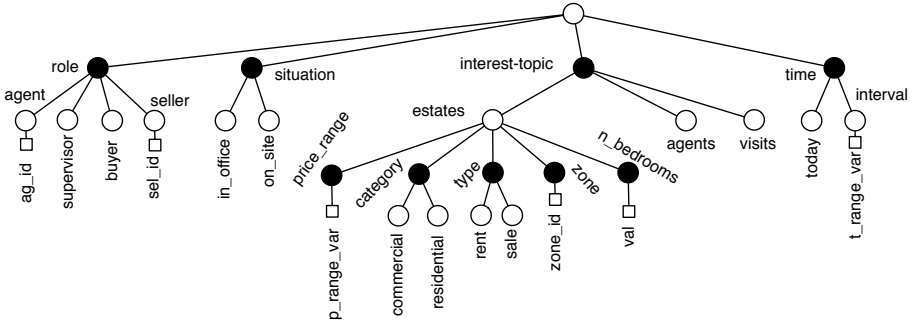 role
situation
interest-topic
time
agent
seller
estates
interval
ag_id
supervisor
buyer
sel_id
in_office
on_site
price_range
category
type
zone
n_bedrooms
agents
visits
today
t_range_var
p_range_var
commercial
residential
rent
sale
zone_id
val